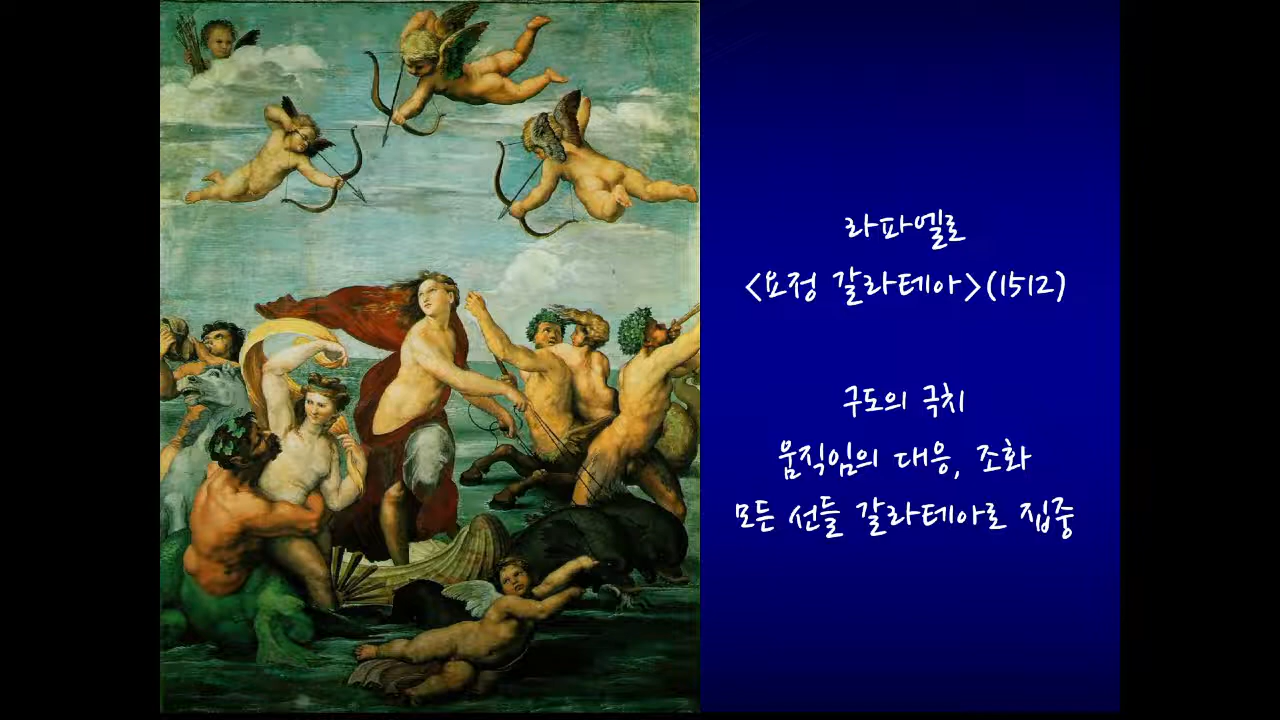 라파엘로
<요정 갈라테아>(1512)
구도의 극치
움직임의 대응, 조화
모든 선들 갈라테아로 집중